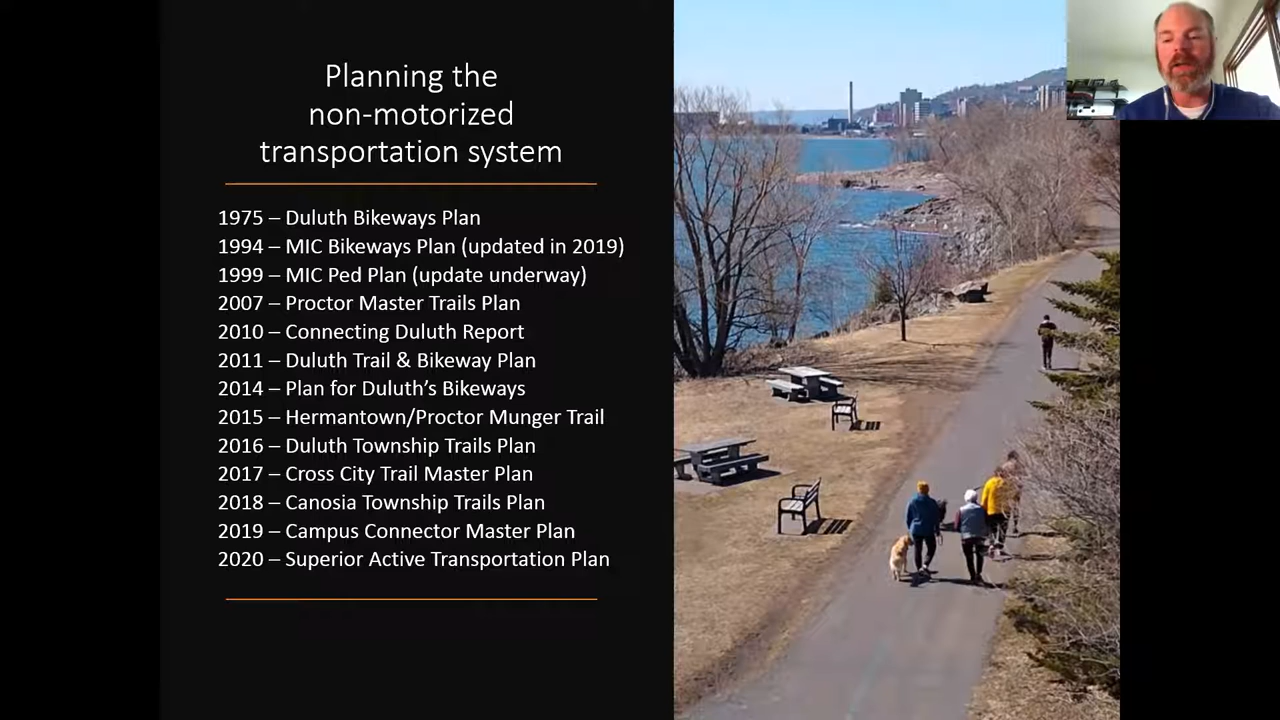 Planning the
non-motorized
transportation system
1975 – Duluth Bikeways Plan
1994 – MIC Bikeways Plan (updated in 2019)
1999 – MIC Ped Plan (update underway)
2007 – Proctor Master Trails Plan
2010 – Connecting Duluth Report
2011 – Duluth Trail & Bikeway Plan
2014 – Plan for Duluth’s Bikeways
2015 – Hermantown/Proctor Munger Trail
2016 – Duluth Township Trails Plan
2017 – Cross City Trail Master Plan
2018 – Canosia Township Trails Plan
2019 – Campus Connector Master Plan
2020 – Superior Active Transportation Plan